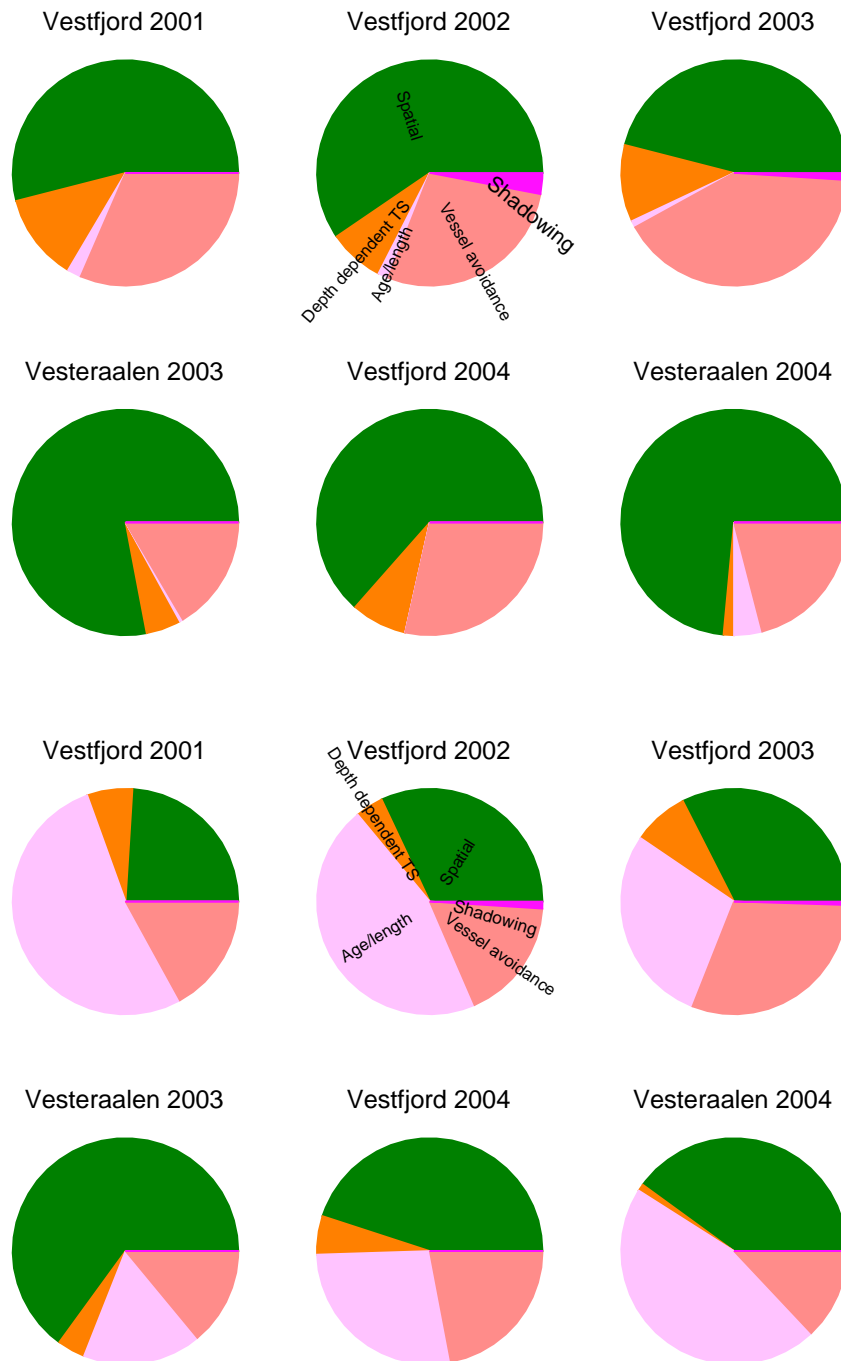 Vestfjord 2001
Vestfjord 2002
Vestfjord 2003
Spatial
Depth dependent TS
Age/length
Vessel avoidance
Shadowing
Vesteraalen 2003
Vestfjord 2004
Vesteraalen 2004
Vestfjord 2001
Vestfjord 2002
Vestfjord 2003
Depth dependent TS
Spatial
Age/length
Shadowing
Vessel avoidance
Vesteraalen 2003
Vestfjord 2004
Vesteraalen 2004